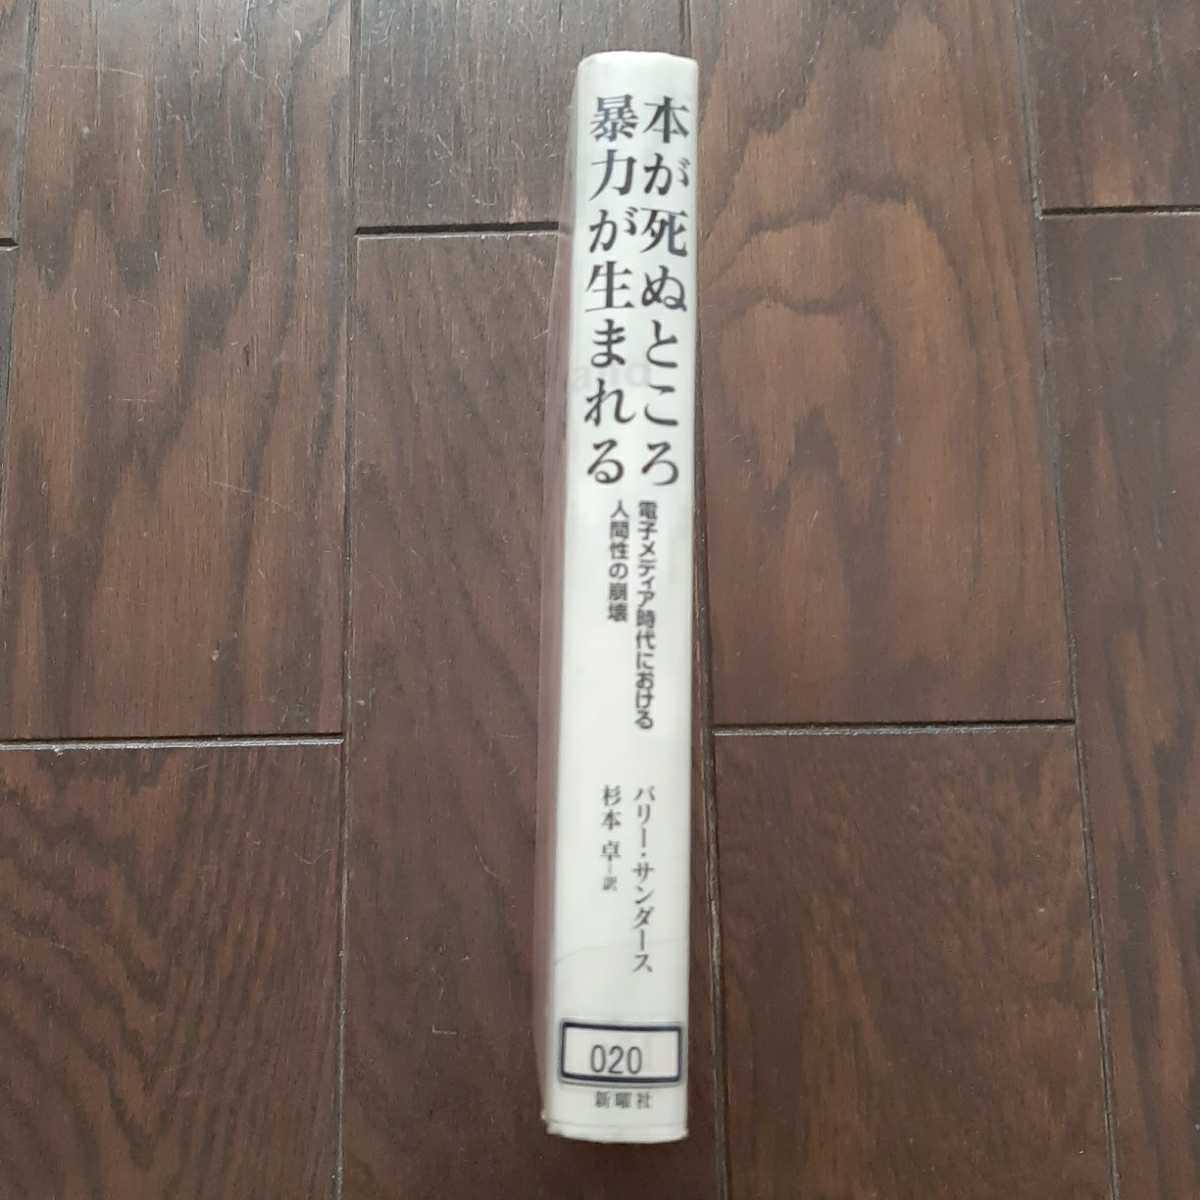 本が死ぬところ
暴力が生まれる
電子メディア時代における
人間性の崩壊
バリー・サンダース
杉本 卓—訳
020
新曜社